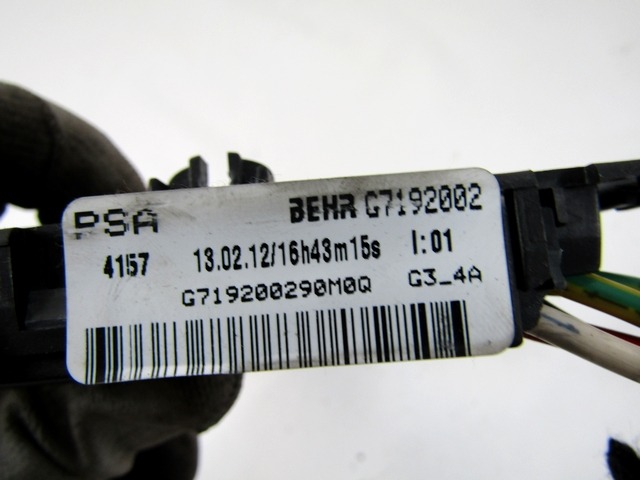 PSA BEHR G7192002
4157 13.02.12/16h43m15s I:01
G719200290M0Q G3_4A